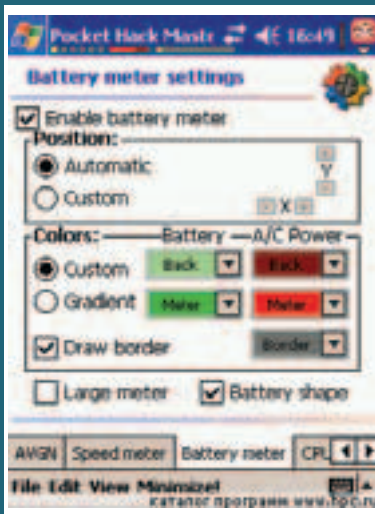 Pocket Hack Maste 16:49
Battery meter settings
Enable battery meter
Position:
Automatic
Y
Custom
X
Colors: Battery A/C Power
Custom Back Back
Gradient Meter Meter
Draw border Border
Large meter Battery shape
AWGN Speed meter Battery meter CPL
File Edit View Minimize!
каталог программ www.hpc.ru